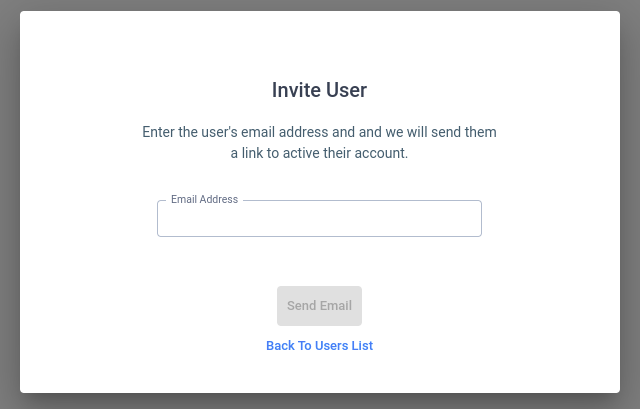 Invite User
Enter the user's email address and and we will send them
a link to active their account.
Email Address
Send Email
Back To Users List